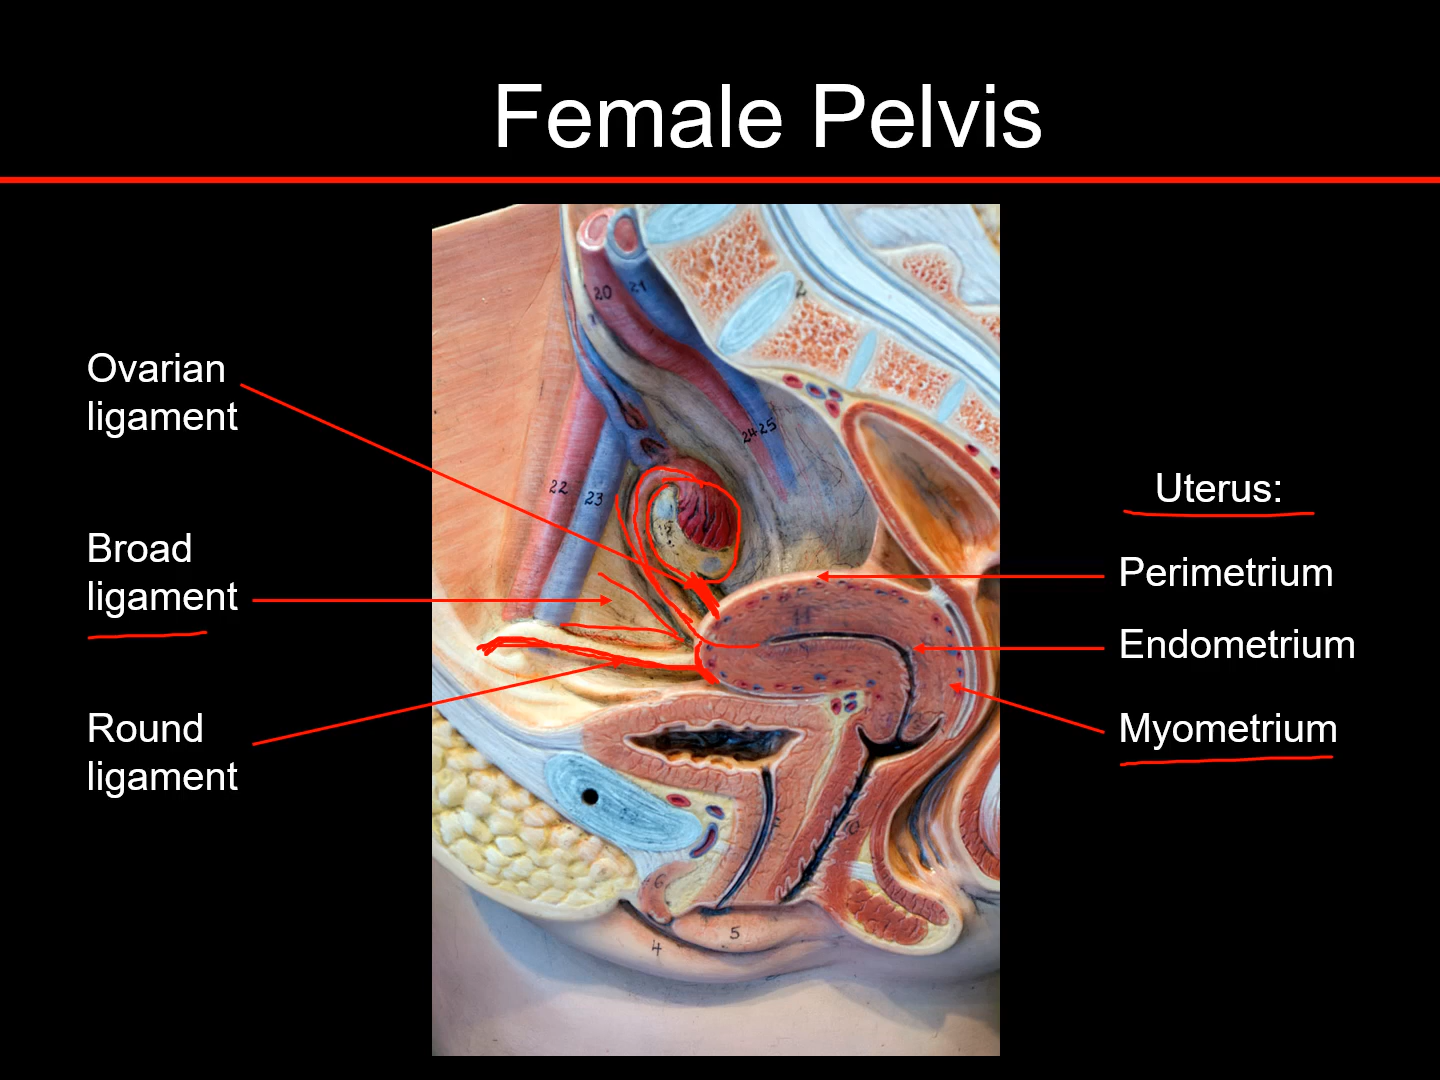 Female Pelvis
Ovarian
ligament
Broad
ligament
Round
ligament
Uterus:
Perimetrium
Endometrium
Myometrium
20
21
2
24 25
22
23
6
5
4